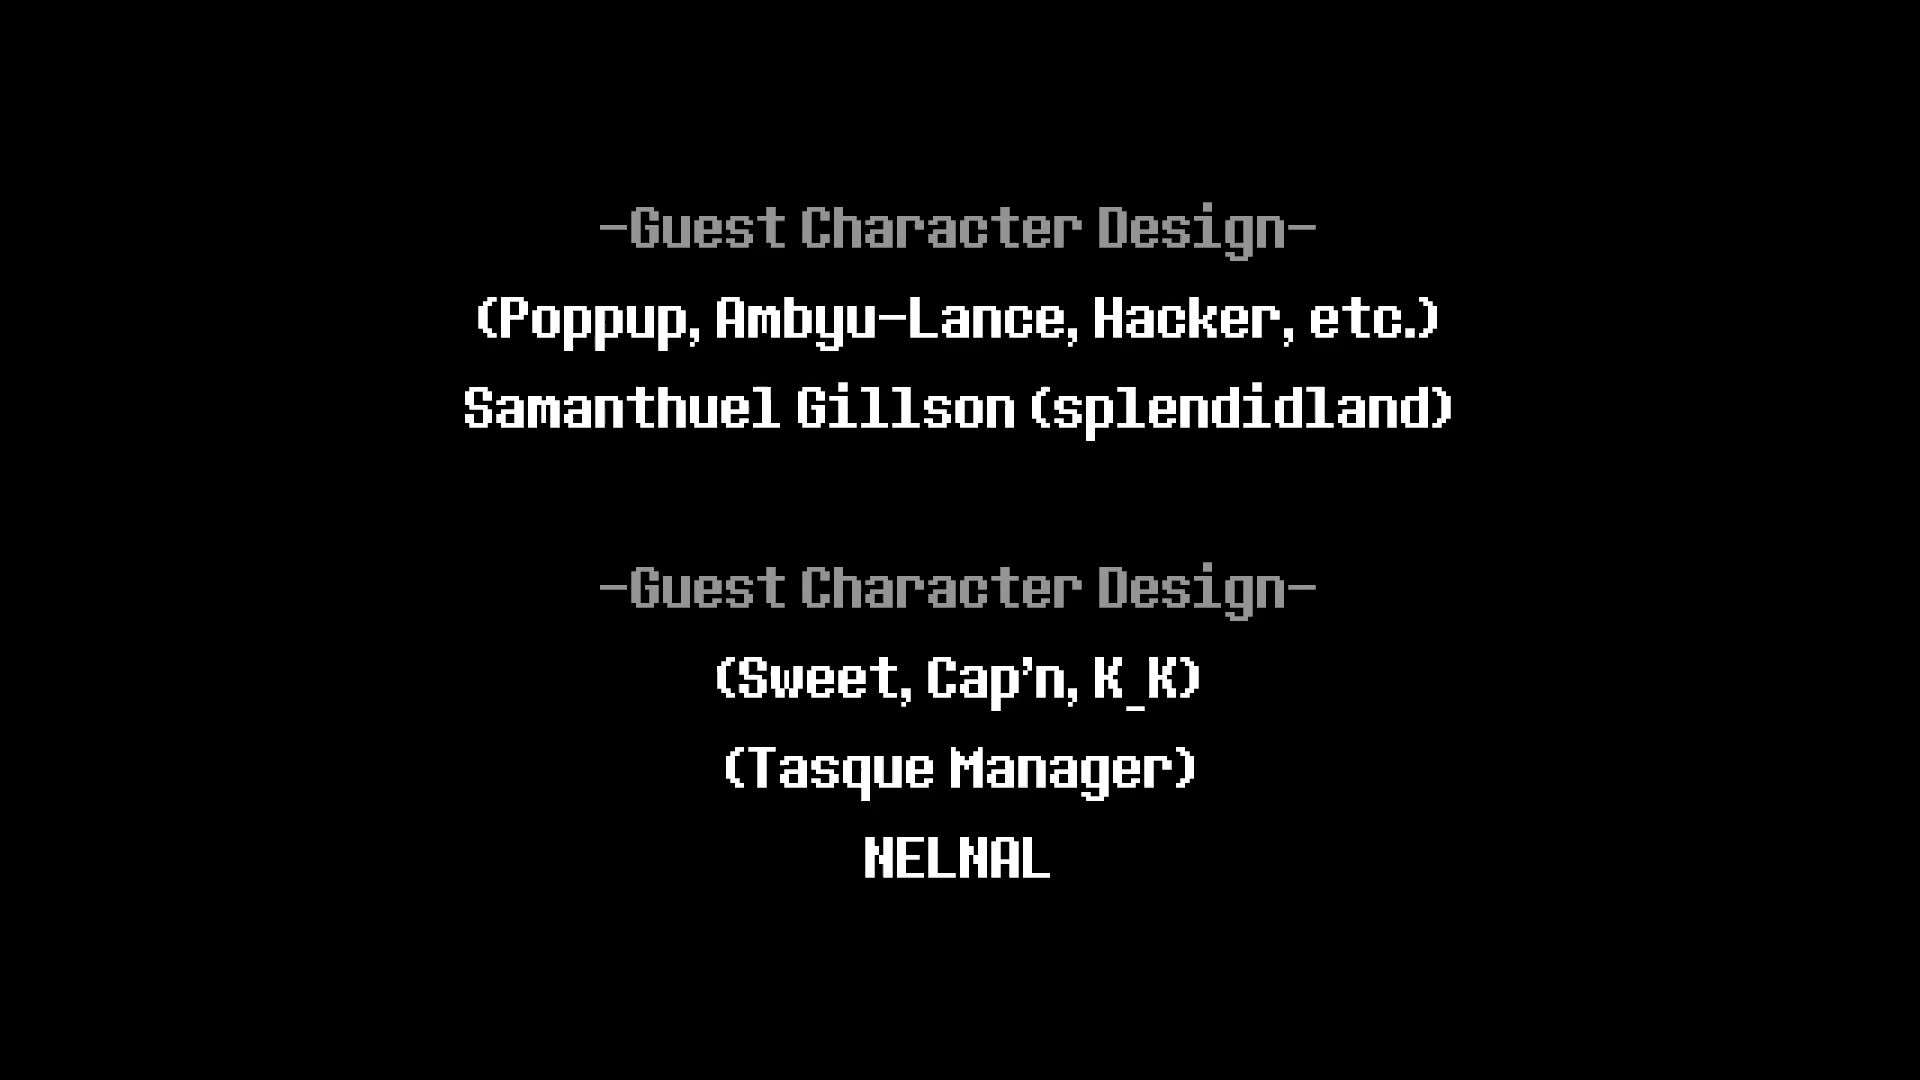 -Guest Character Design-
(Poppup, Ambyu-Lance, Hacker, etc.)
Samanthuel Gillson (splendidland)
-Guest Character Design-
(Sweet, Cap'n, K_K)
(Tasque Manager)
NELNAL